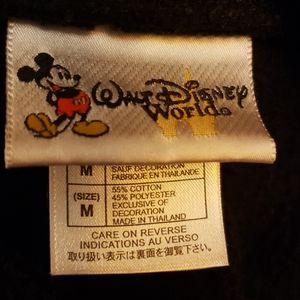 Walt Disney
World
M
SAUF DECORATION
FABRIQUE EN THAILANDE
(SIZE)
M
55% COTTON
45% POLYESTER
EXCLUSIVE OF
DECORATION
MADE IN THAILAND
CARE ON REVERSE
INDICATIONS AU VERSO
取り扱い表示は裏面を御覧下さい。